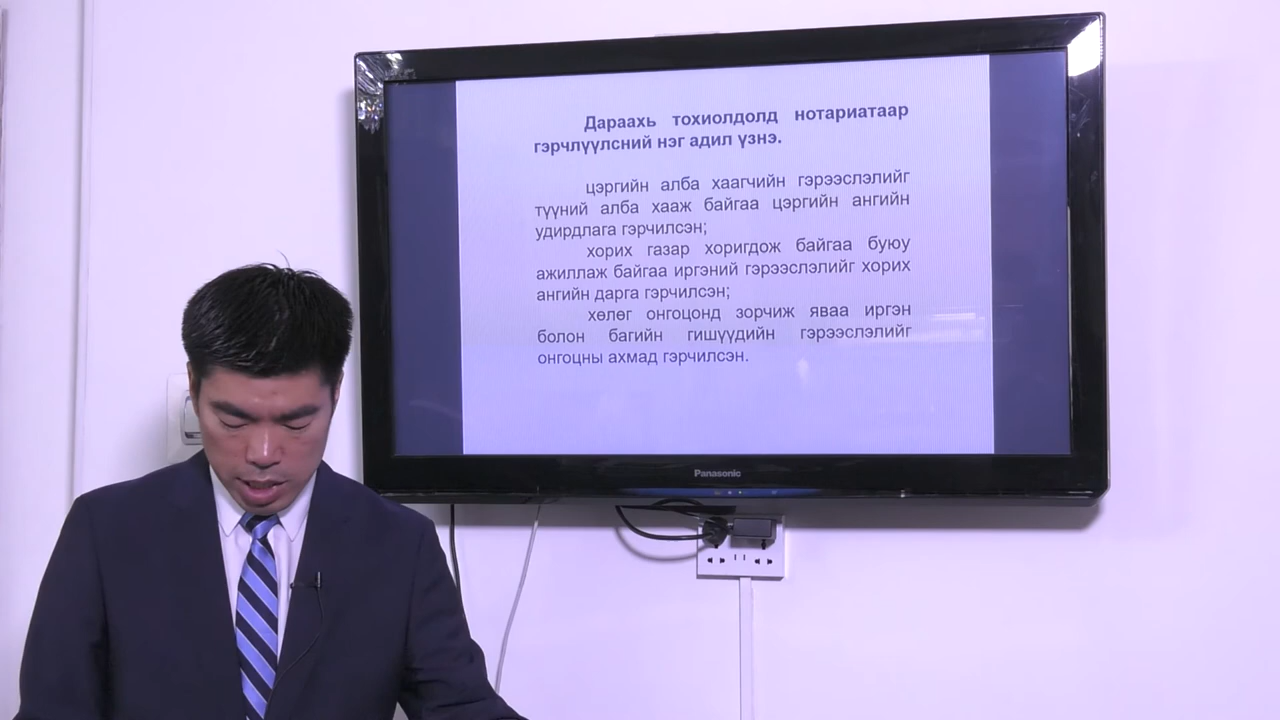 Дараахь тохиолдолд нотариатаар
гэрчлүүлсний нэг адил үзнэ.
цэргийн алба хаагчийн гэрээслэлийг
түүний алба хааж байгаа цэргийн ангийн
удирдлага гэрчилсэн;
хорих газар хоригдож байгаа буюу
ажиллаж байгаа иргэний гэрээслэлийг хорих
ангийн дарга гэрчилсэн;
хөлөг онгоцонд зорчиж яваа иргэн
болон багийн гишүүдийн гэрээслэлийг
онгоцны ахмад гэрчилсэн.
Panasonic